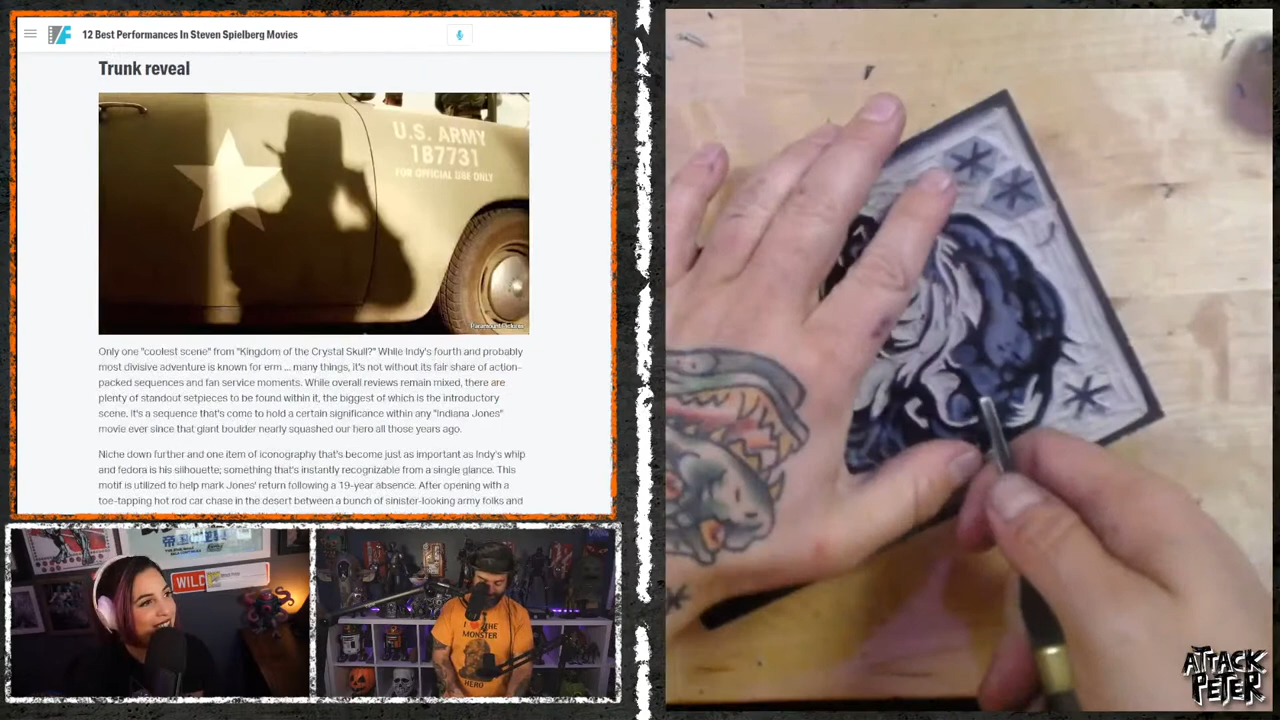 12 Best Performances In Steven Spielberg Movies
Trunk reveal
U.S. ARMY
187731
FOR OFFICIAL USE ONLY
Paramount Pictures
Only one "coolest scene" from "Kingdom of the Crystal Skull?" While Indy's fourth and probably
most divisive adventure is known for erm ... many things, it's not without its fair share of action-
packed sequences and fan service moments. While overall reviews remain mixed, there are
plenty of standout setpieces to be found within it, the biggest of which is the introductory
scene. It's a sequence that's come to hold a certain significance within any "Indiana Jones"
movie ever since that giant boulder nearly squashed our hero all those years ago.
Niche down further and one item of iconography that's become just as important as Indy's whip
and fedora is his silhouette; something that's instantly recognizable from a single glance. This
motif is utilized to help mark Jones' return following a 19-year absence. After opening with a
toe-tapping hot rod car chase in the desert between a bunch of sinister-looking army folks and
WILD
I THE
MONSTER
HERO
ATTACK
PETER